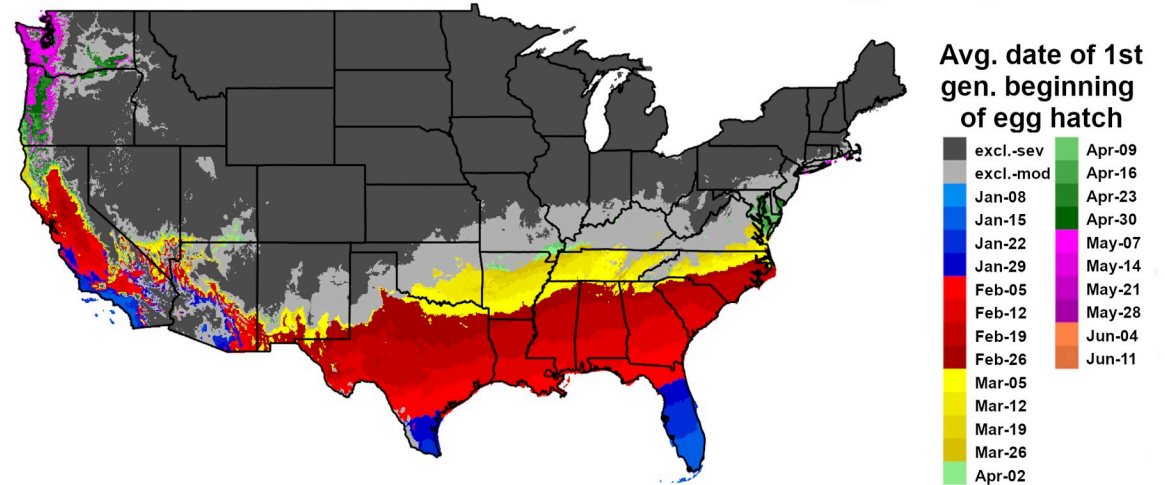 Avg. date of 1st
gen. beginning
of egg hatch
excl.-sev
excl.-mod
Jan-08
Jan-15
Jan-22
Jan-29
Feb-05
Feb-12
Feb-19
Feb-26
Mar-05
Mar-12
Mar-19
Mar-26
Apr-02
Apr-09
Apr-16
Apr-23
Apr-30
May-07
May-14
May-21
May-28
Jun-04
Jun-11